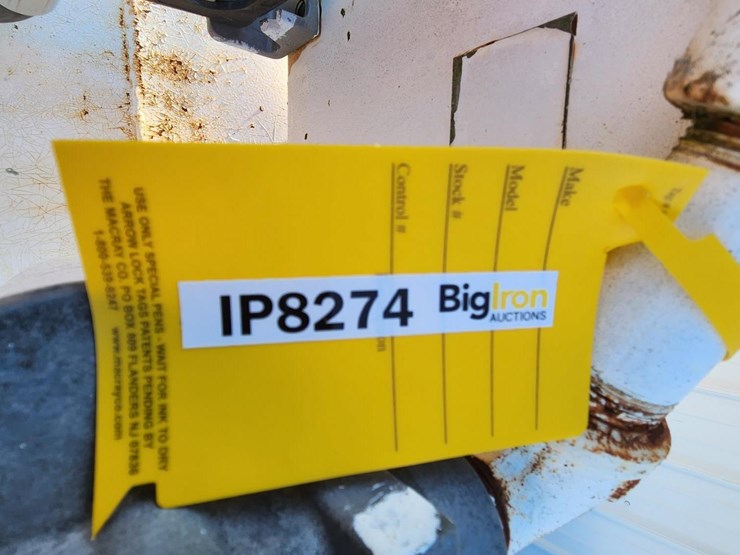 IP8274 BigIron
AUCTIONS
Make
Model
Stock #
Control #
USE ONLY SPECIAL PENS - WAIT FOR INK TO DRY
ARROW LOCK TAGS PATENTS PENDING BY
THE MACRAY CO. PO BOX 609 FLANDERS NJ 07836
www.macrayco.com